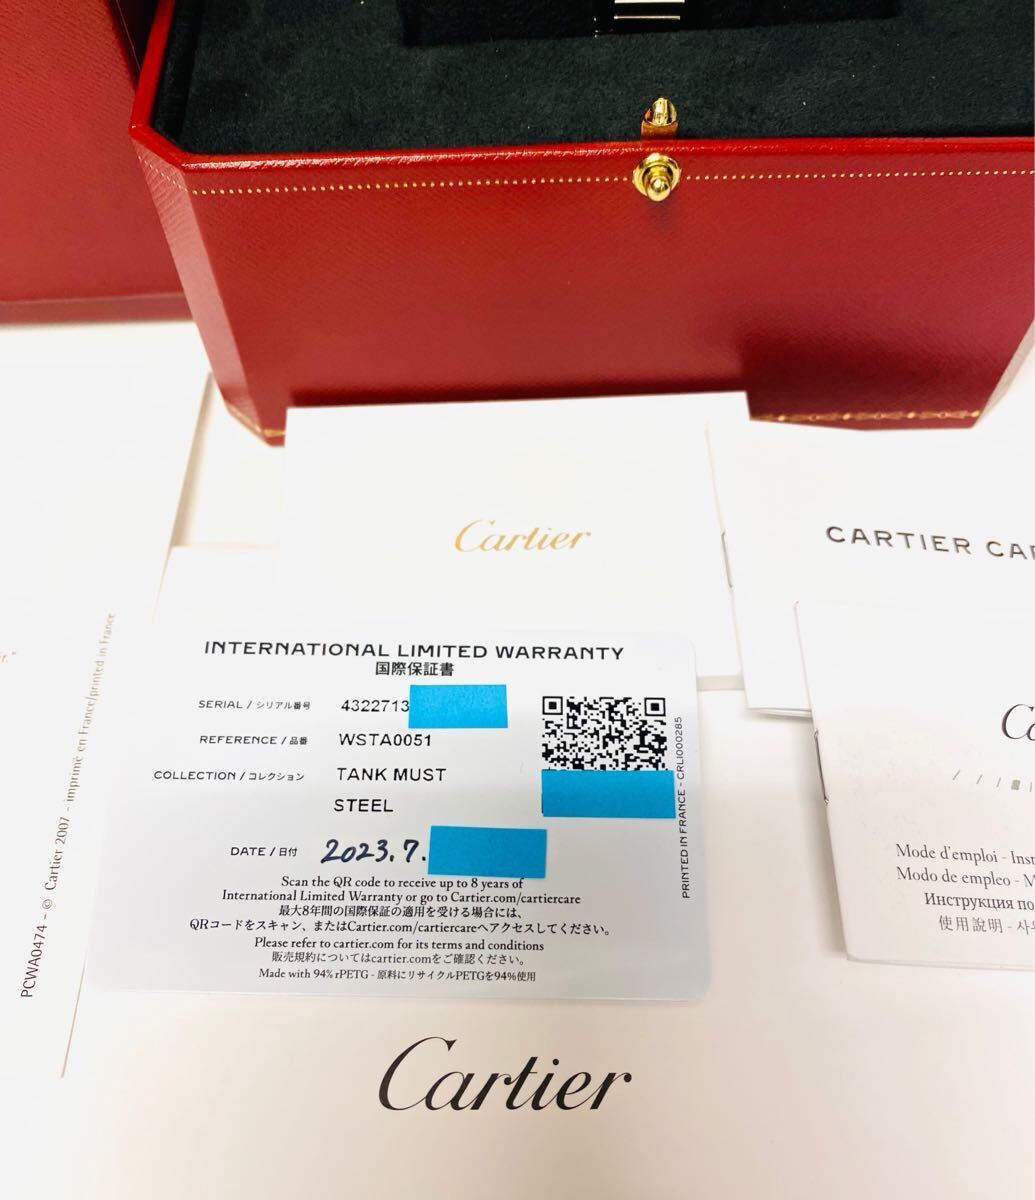 Cartier
CARTIER
INTERNATIONAL LIMITED WARRANTY
国際保証書
SERIAL / シリアル番号 4322713
REFERENCE / 品番 WSTA0051
COLLECTION / コレクション TANK MUST
STEEL
DATE / 日付 2023.7.
Scan the QR code to receive up to 8 years of
International Limited Warranty or go to Cartier.com/cartiercare
最大8年間の国際保証の適用を受ける場合には、
QRコードをスキャン、またはCartier.com/cartiercareへアクセスしてください。
Please refer to cartier.com for its terms and conditions
販売規約についてはcartier.comをご確認ください。
Made with 94% rPETG - 原料にリサイクルPETGを94%使用
PRINTED IN FRANCE - CRLI000285
PCWA0474 - © Cartier 2007 - imprimé en France/printed in France
Mode d'emploi -
Modo de empleo -
Инструкция
使用說明 -
Cartier